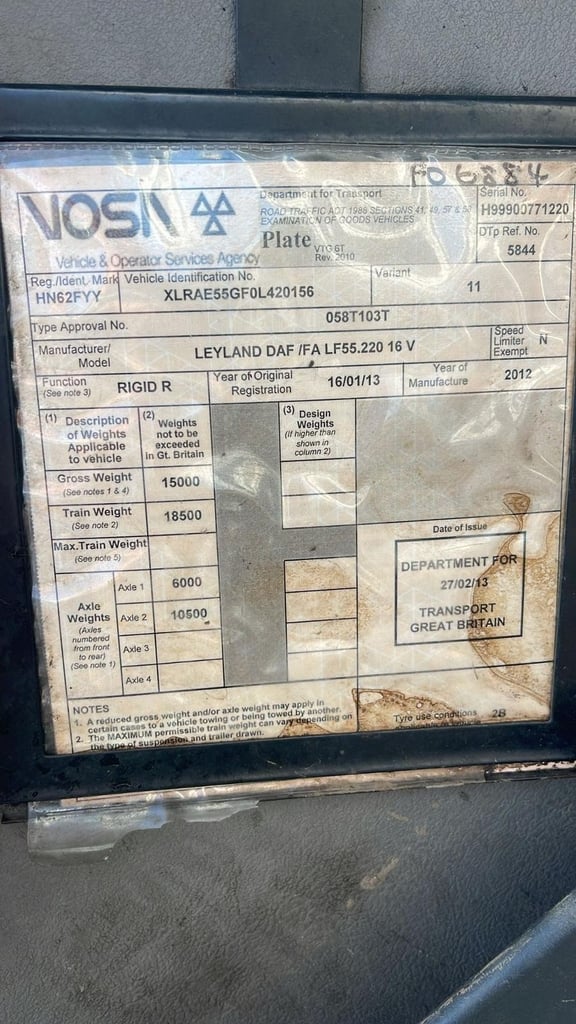 FO 6884
VOSA
Vehicle & Operator Services Agency
Department for Transport
ROAD TRAFFIC ACT 1988 SECTIONS 41, 49, 57 & 58
EXAMINATION OF GOODS VEHICLES
Plate VTG 6T
Rev. 2010
Serial No.
H99900771220
DTp Ref. No.
5844
Reg./Ident. Mark
HN62FYY
Vehicle Identification No.
XLRAE55GF0L420156
Variant
11
Type Approval No.
058T103T
Manufacturer/
Model
LEYLAND DAF /FA LF55.220 16 V
Speed
Limiter
Exempt
N
Function
(See note 3)
RIGID R
Year of Original
Registration
16/01/13
Year of
Manufacture
2012
(1) Description
of Weights
Applicable
to vehicle
(2) Weights
not to be
exceeded
in Gt. Britain
(3) Design
Weights
(if higher than
shown in
column 2)
Gross Weight
(See notes 1 & 4)
15000
Train Weight
(See note 2)
18500
Max.Train Weight
(See note 5)
Axle
Weights
(Axles
numbered
from front
to rear)
(See note 1)
Axle 1
6000
Axle 2
10500
Axle 3
Axle 4
Date of Issue
DEPARTMENT FOR
27/02/13
TRANSPORT
GREAT BRITAIN
NOTES
1. A reduced gross weight and/or axle weight may apply in
certain cases to a vehicle towing or being towed by another.
2. The MAXIMUM permissible train weight can vary depending on
the type of suspension and trailer drawn.
Tyre use conditions 2B